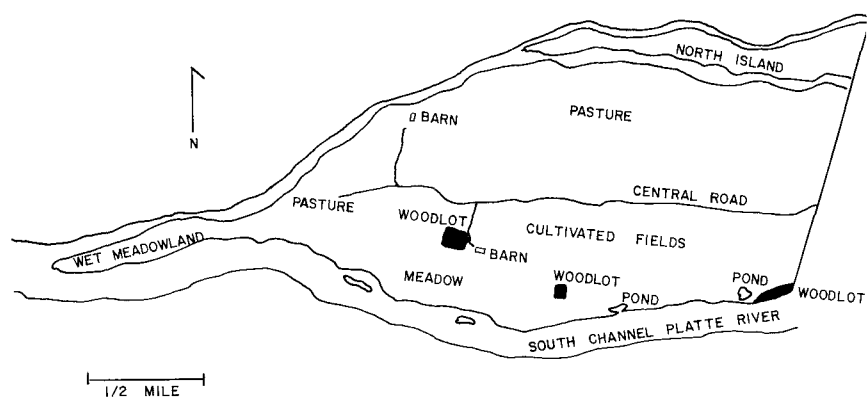 NORTH ISLAND
N
BARN
PASTURE
CENTRAL ROAD
PASTURE
WOODLOT
CULTIVATED FIELDS
WET MEADOWLAND
BARN
MEADOW
WOODLOT
POND
WOODLOT
POND
SOUTH CHANNEL PLATTE RIVER
1/2 MILE